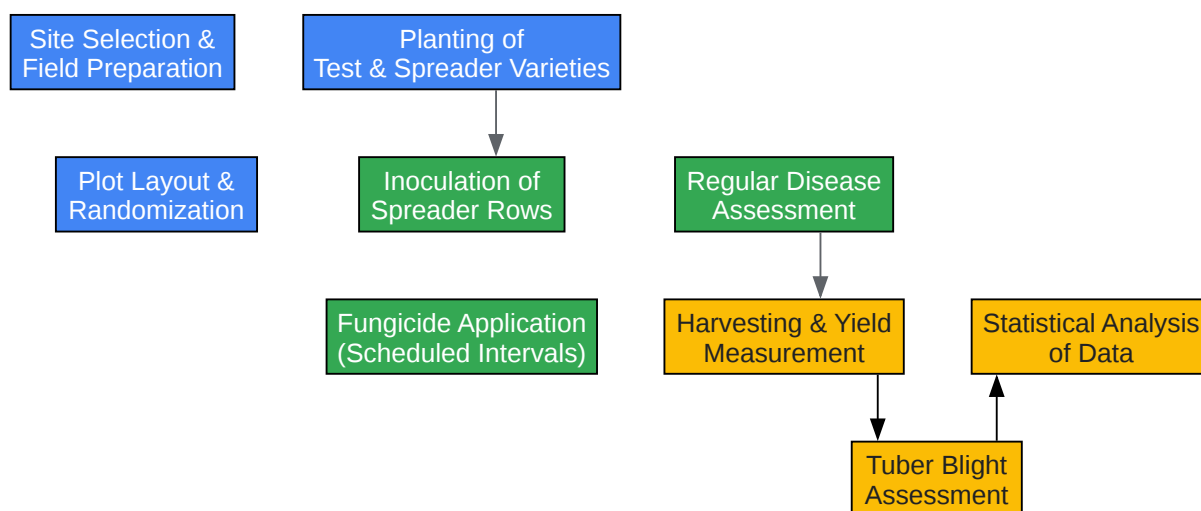 Site Selection &
Field Preparation
Planting of
Test & Spreader Varieties
Plot Layout &
Randomization
Inoculation of
Spreader Rows
Regular Disease
Assessment
Fungicide Application
(Scheduled Intervals)
Harvesting & Yield
Measurement
Statistical Analysis
of Data
Tuber Blight
Assessment